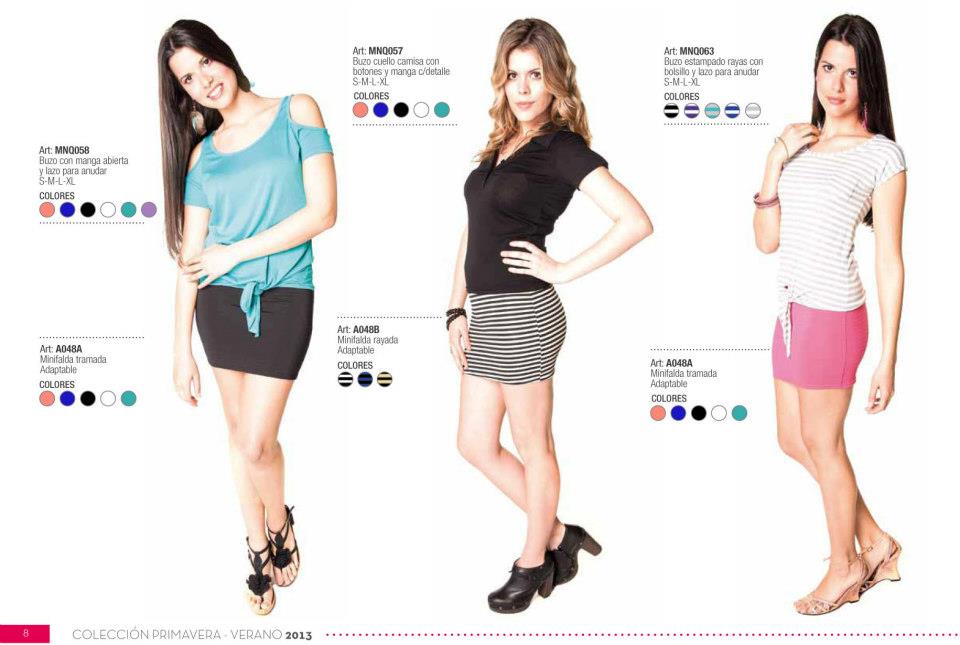 Art: MNQ058
Buzo con manga abierta
y lazo para anudar
S-M-L-XL
COLORES
Art: A048A
Minifalda tramada
Adaptable
COLORES
Art: MNQ057
Buzo cuello camisa con
botones y manga c/detalle
S-M-L-XL
COLORES
Art: A048B
Minifalda rayada
Adaptable
COLORES
Art: MNQ063
Buzo estampado rayas con
bolsillo y lazo para anudar
S-M-L-XL
COLORES
Art: A048A
Minifalda tramada
Adaptable
COLORES
8 COLECCIÓN PRIMAVERA - VERANO 2013